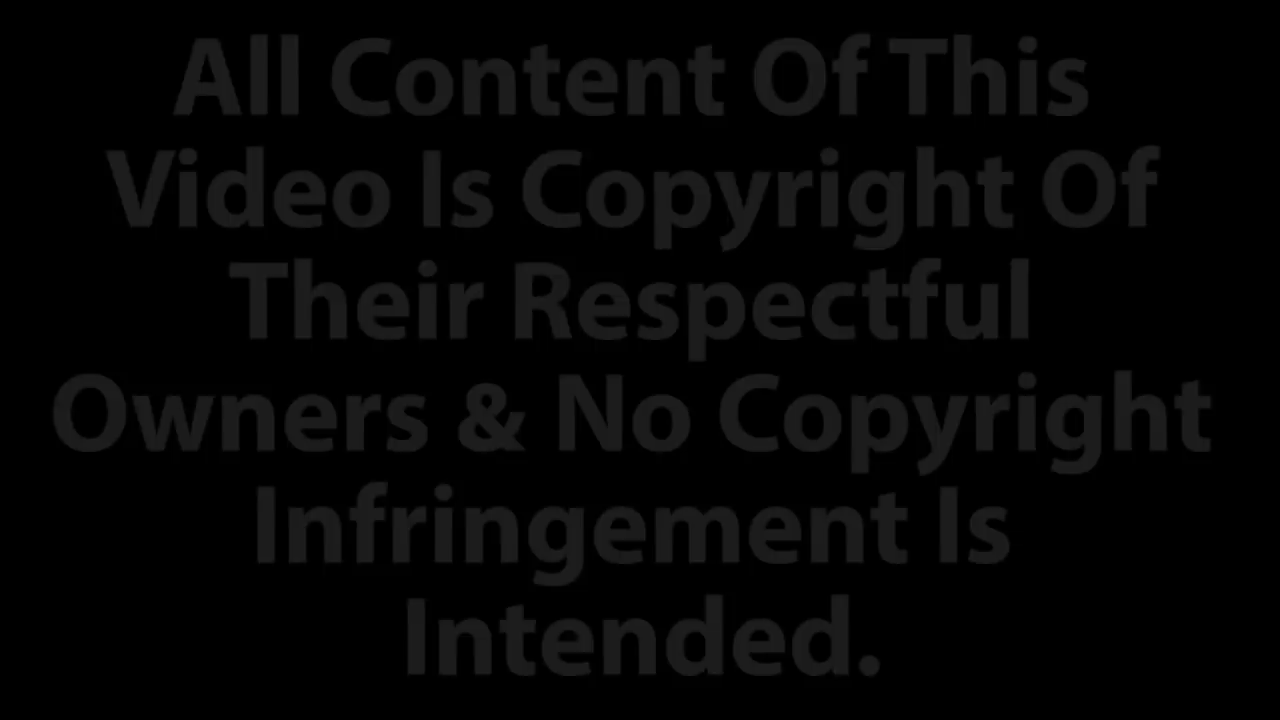 All Content Of This
Video Is Copyright Of
Their Respectful
Owners & No Copyright
Infringement Is
Intended.